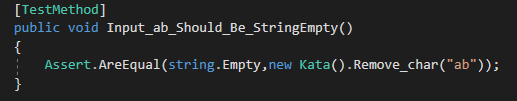 [TestMethod]
public void Input_ab_Should_Be_StringEmpty()
{
    Assert.AreEqual(string.Empty,new Kata().Remove_char("ab"));
}